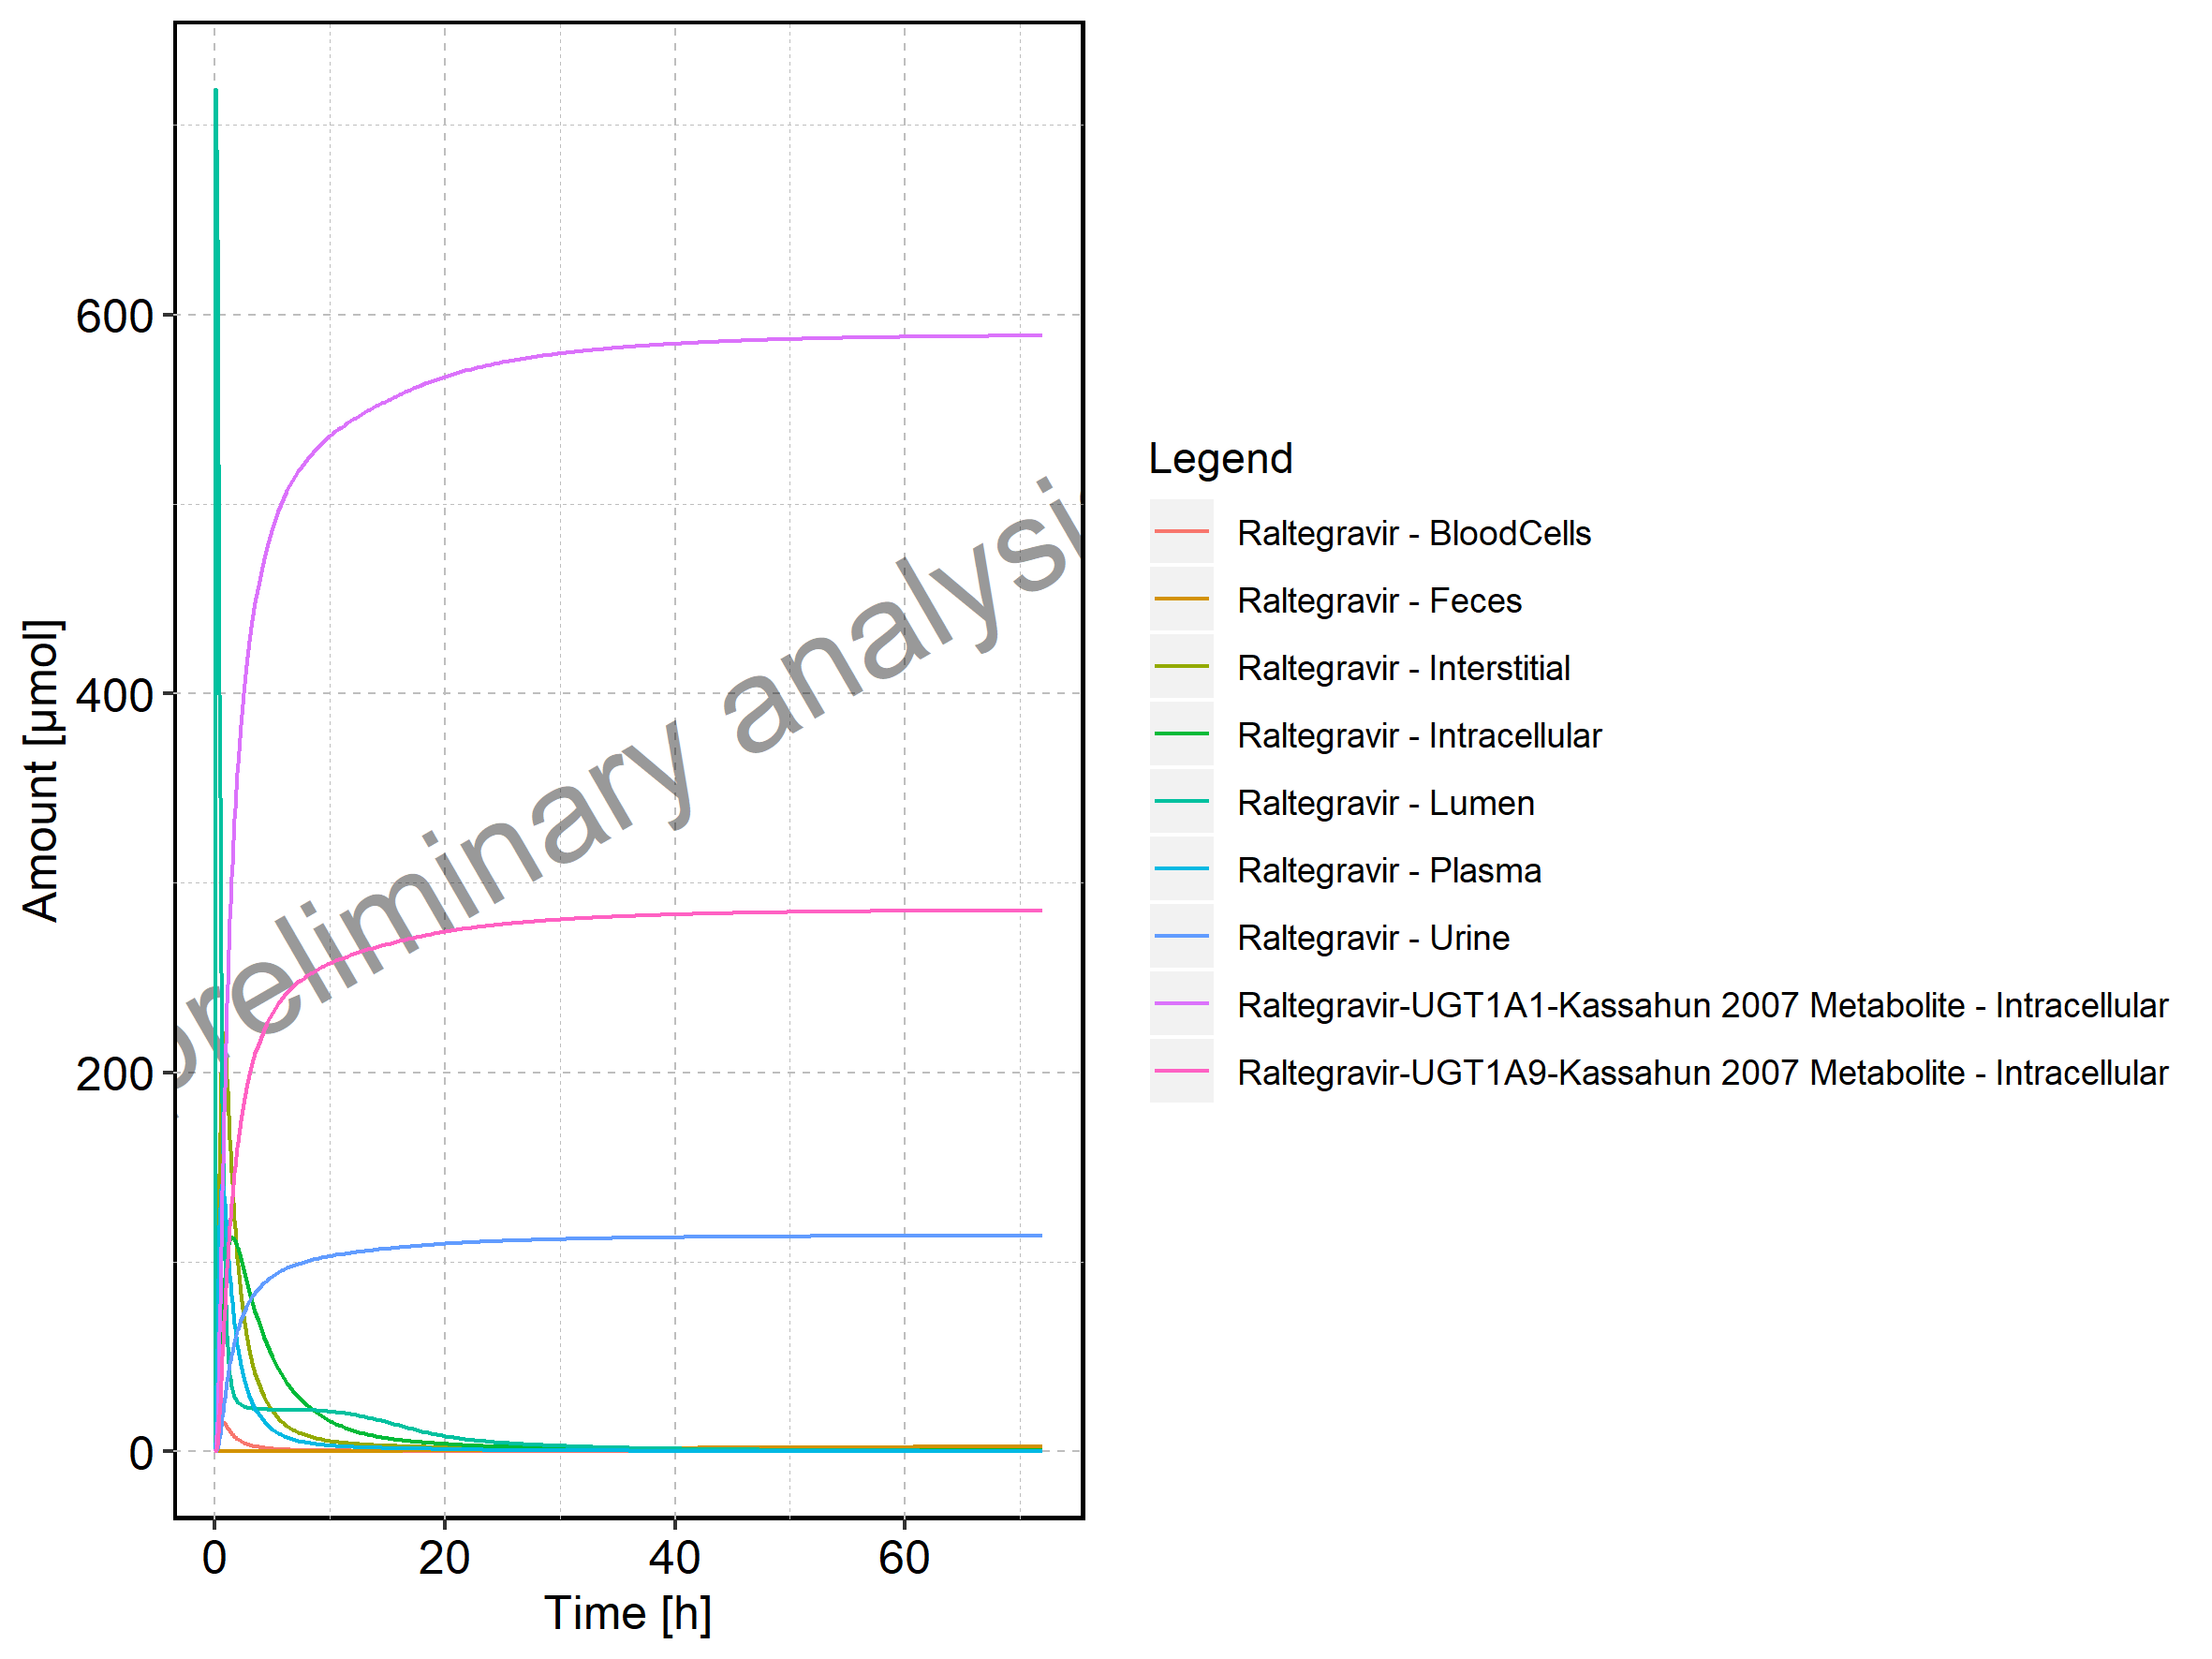 600
400
200
0
0 20 40 60
Time [h]
Amount [µmol]
preliminary analysis
Legend
Raltegravir - BloodCells
Raltegravir - Feces
Raltegravir - Interstitial
Raltegravir - Intracellular
Raltegravir - Lumen
Raltegravir - Plasma
Raltegravir - Urine
Raltegravir-UGT1A1-Kassahun 2007 Metabolite - Intracellular
Raltegravir-UGT1A9-Kassahun 2007 Metabolite - Intracellular